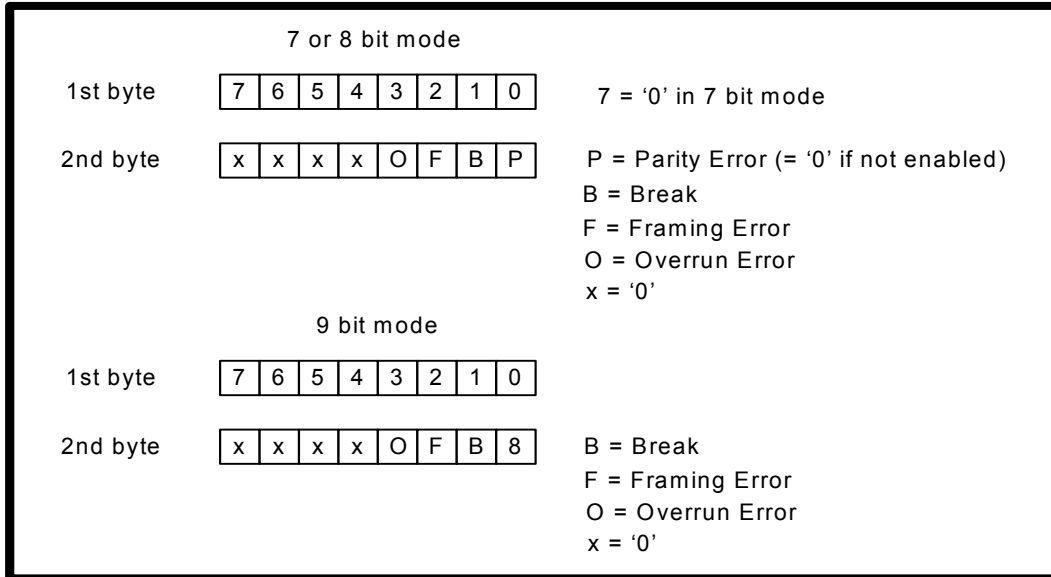 7 or 8 bit mode
1st byte 7 6 5 4 3 2 1 0 7 = ‘0’ in 7 bit mode
2nd byte x x x x O F B P P = Parity Error (= ‘0’ if not enabled)
B = Break
F = Framing Error
O = Overrun Error
x = ‘0’
9 bit mode
1st byte 7 6 5 4 3 2 1 0
2nd byte x x x x O F B 8 B = Break
F = Framing Error
O = Overrun Error
x = ‘0’